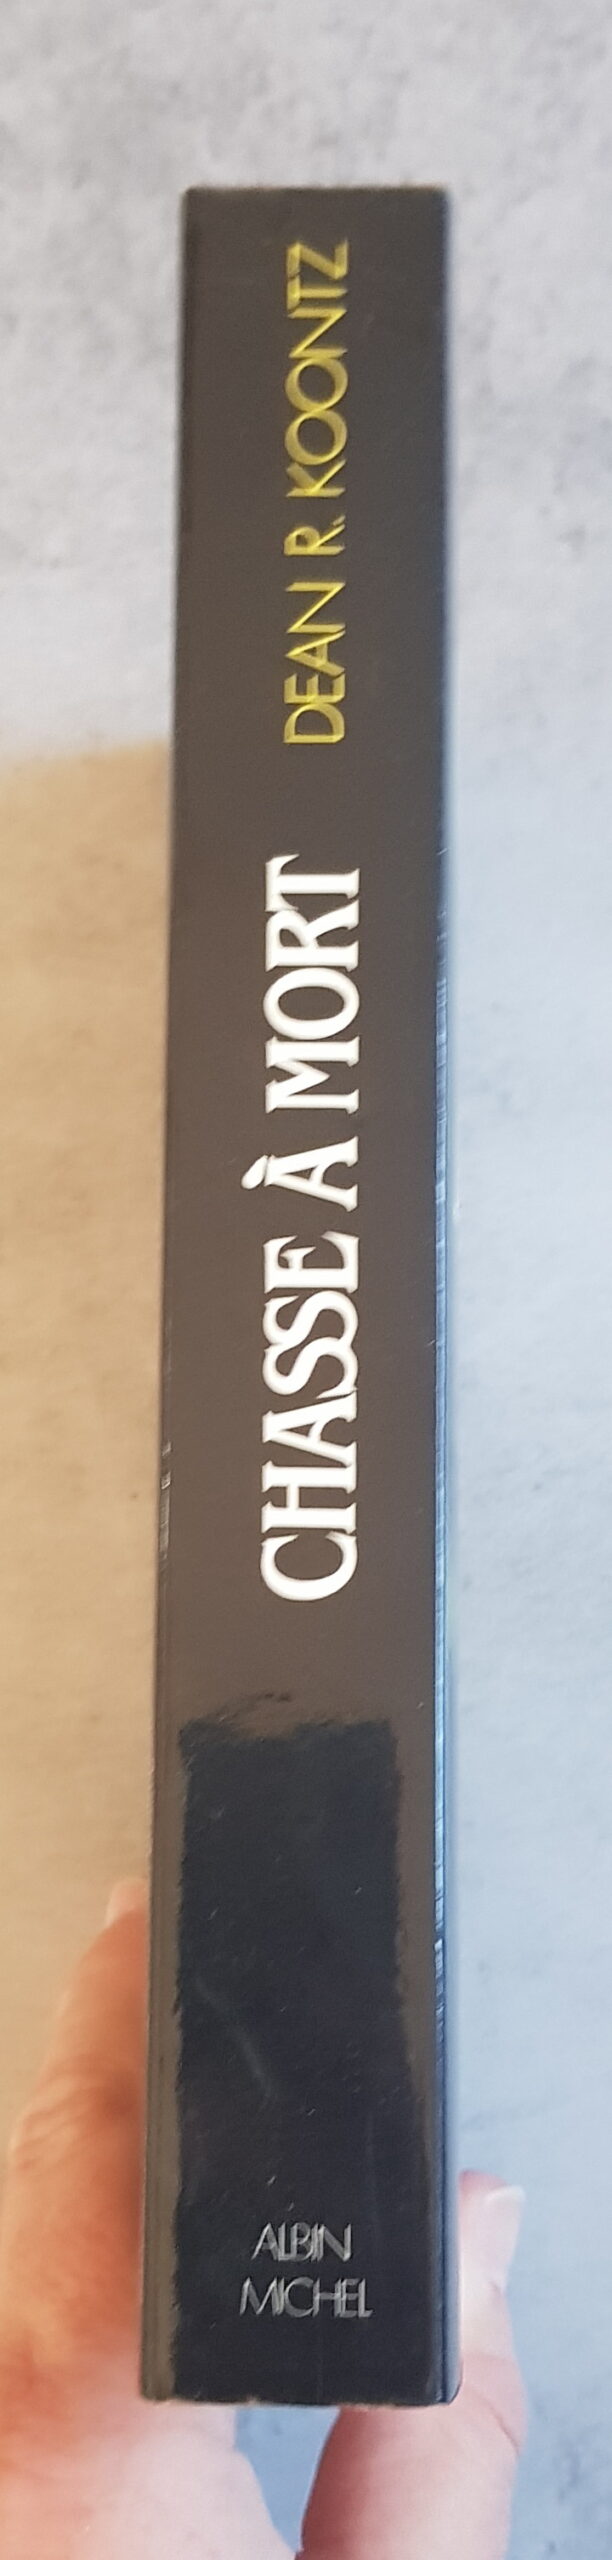 DEAN R. KOONTZ
CHASSE À MORT
ALBIN
MICHEL